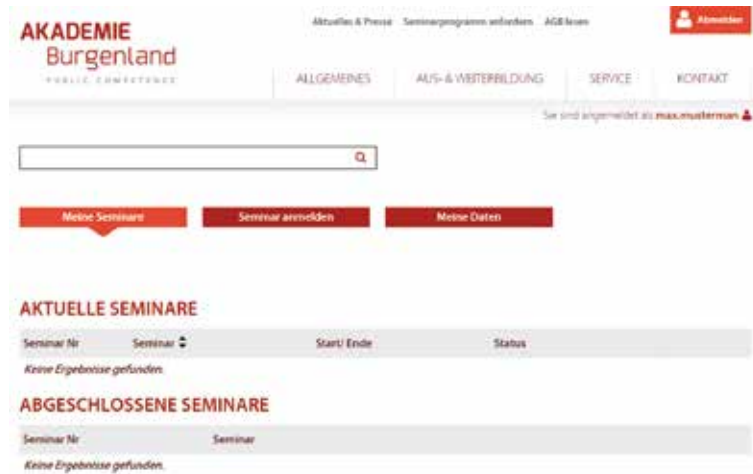 AKADEMIE
Burgenland
PUBLIC COMPETENCE
Aktuelles & Presse Seminarprogramm anfordern AGB lesen
Abmelden
ALLGEMEINES AUS- & WEITERBILDUNG SERVICE KONTAKT
Sie sind angemeldet als max.musterman
Meine Seminare Seminar anmelden Meine Daten
AKTUELLE SEMINARE
Seminar Nr Seminar Start/ Ende Status
Keine Ergebnisse gefunden.
ABGESCHLOSSENE SEMINARE
Seminar Nr Seminar
Keine Ergebnisse gefunden.